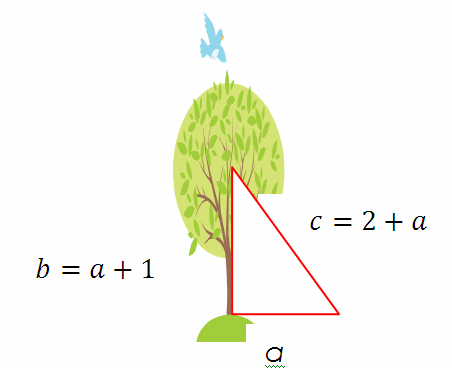 c = 2 + a
b = a + 1
a